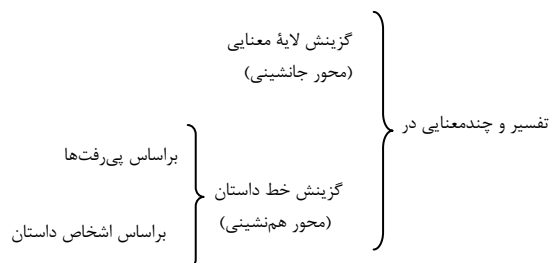 تفسیر و چندمعنایی در
گزینش لایهٔ معنایی
(محور جانشینی)
گزینش خط داستان
(محور هم‌نشینی)
براساس پی‌رفت‌ها
براساس اشخاص داستان